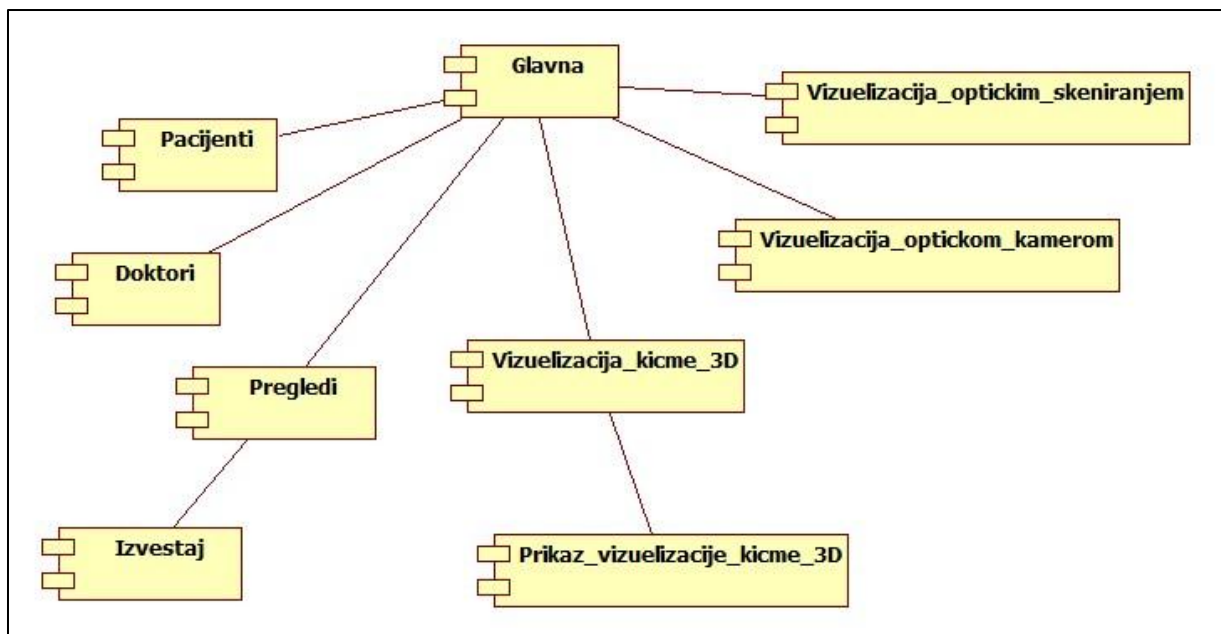 Glavna
Vizuelizacija_optickim_skeniranjem
Pacijenti
Vizuelizacija_optickom_kamerom
Doktori
Vizuelizacija_kicme_3D
Pregledi
Izvestaj
Prikaz_vizuelizacije_kicme_3D